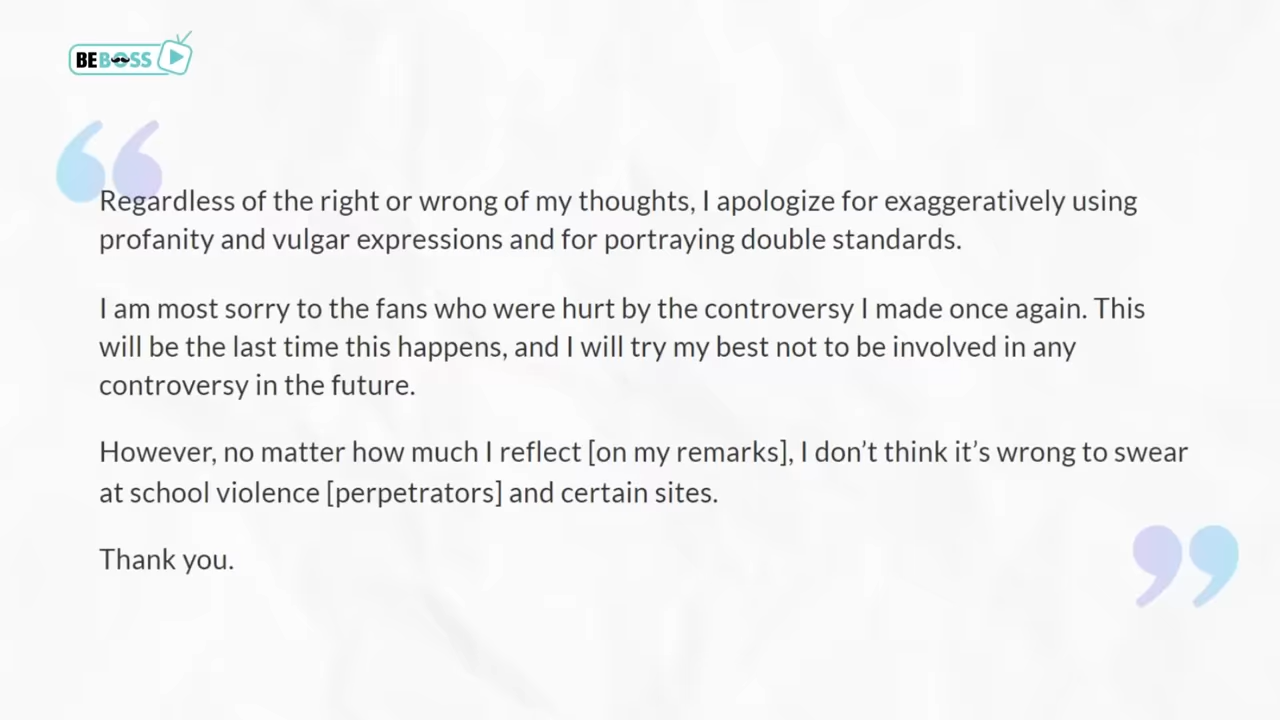 BEBOSS
Regardless of the right or wrong of my thoughts, I apologize for exaggeratively using
profanity and vulgar expressions and for portraying double standards.
I am most sorry to the fans who were hurt by the controversy I made once again. This
will be the last time this happens, and I will try my best not to be involved in any
controversy in the future.
However, no matter how much I reflect [on my remarks], I don’t think it’s wrong to swear
at school violence [perpetrators] and certain sites.
Thank you.